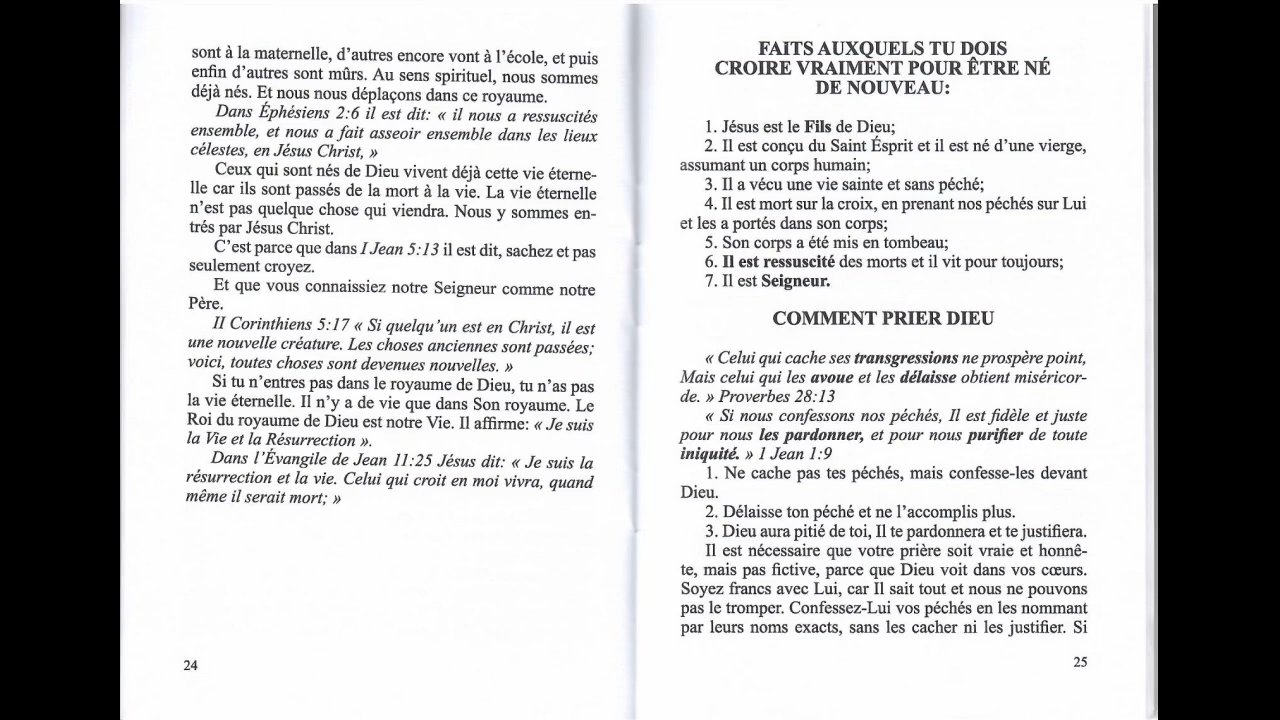 sont à la maternelle, d'autres encore vont à l'école, et puis
enfin d'autres sont mûrs. Au sens spirituel, nous sommes
déjà nés. Et nous nous déplaçons dans ce royaume.
Dans Éphésiens 2:6 il est dit: « il nous a ressuscités
ensemble, et nous a fait asseoir ensemble dans les lieux
célestes, en Jésus Christ, »
Ceux qui sont nés de Dieu vivent déjà cette vie éterne-
lle car ils sont passés de la mort à la vie. La vie éternelle
n'est pas quelque chose qui viendra. Nous y sommes en-
trés par Jésus Christ.
C'est parce que dans I Jean 5:13 il est dit, sachez et pas
seulement croyez.
Et que vous connaissiez notre Seigneur comme notre
Père.
II Corinthiens 5:17 « Si quelqu'un est en Christ, il est
une nouvelle créature. Les choses anciennes sont passées;
voici, toutes choses sont devenues nouvelles. »
Si tu n'entres pas dans le royaume de Dieu, tu n'as pas
la vie éternelle. Il n'y a de vie que dans Son royaume. Le
Roi du royaume de Dieu est notre Vie. Il affirme: « Je suis
la Vie et la Résurrection ».
Dans l'Évangile de Jean 11:25 Jésus dit: « Je suis la
résurrection et la vie. Celui qui croit en moi vivra, quand
même il serait mort; »
24
FAITS AUXQUELS TU DOIS
CROIRE VRAIMENT POUR ÊTRE NÉ
DE NOUVEAU:
1. Jésus est le Fils de Dieu;
2. Il est conçu du Saint Ésprit et il est né d'une vierge,
assumant un corps humain;
3. Il a vécu une vie sainte et sans péché;
4. Il est mort sur la croix, en prenant nos péchés sur Lui
et les a portés dans son corps;
5. Son corps a été mis en tombeau;
6. Il est ressuscité des morts et il vit pour toujours;
7. Il est Seigneur.
COMMENT PRIER DIEU
« Celui qui cache ses transgressions ne prospère point,
Mais celui qui les avoue et les délaisse obtient miséricor-
de. » Proverbes 28:13
« Si nous confessons nos péchés, Il est fidèle et juste
pour nous les pardonner, et pour nous purifier de toute
iniquité. » 1 Jean 1:9
1. Ne cache pas tes péchés, mais confesse-les devant
Dieu.
2. Délaisse ton péché et ne l'accomplis plus.
3. Dieu aura pitié de toi, Il te pardonnera et te justifiera.
Il est nécessaire que votre prière soit vraie et honnê-
te, mais pas fictive, parce que Dieu voit dans vos cœurs.
Soyez francs avec Lui, car Il sait tout et nous ne pouvons
pas le tromper. Confessez-Lui vos péchés en les nommant
par leurs noms exacts, sans les cacher ni les justifier. Si
25